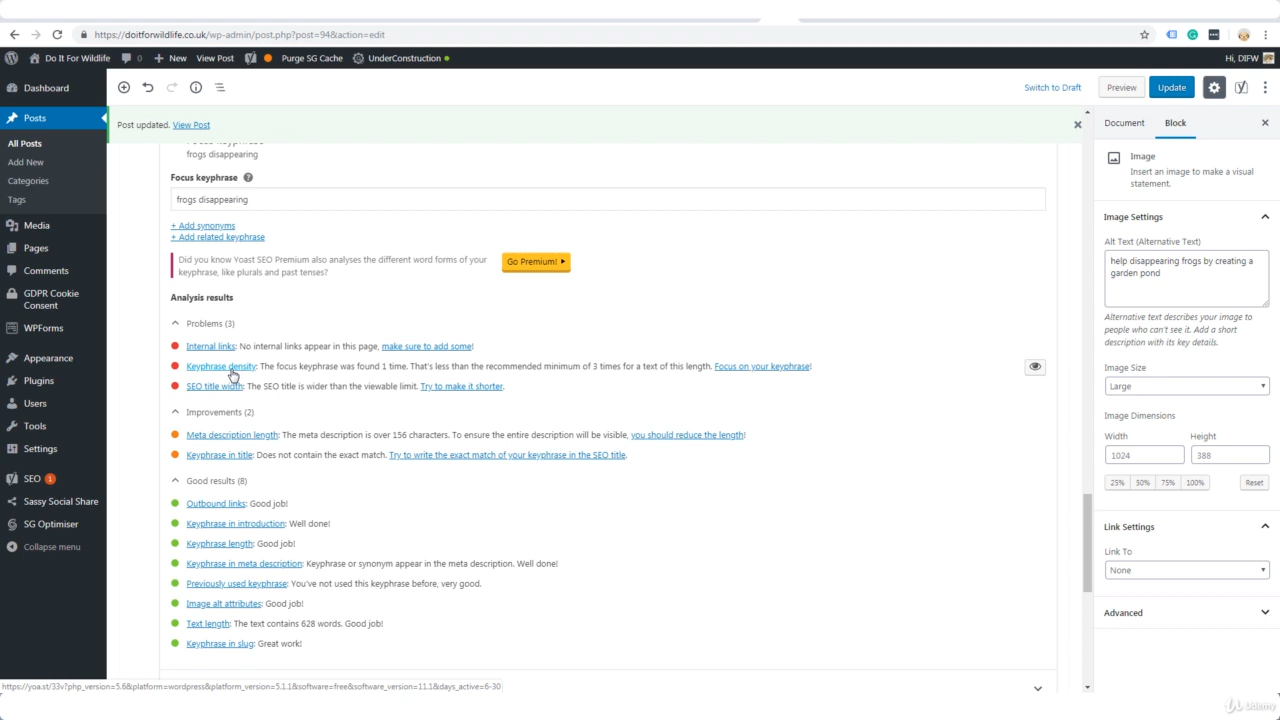 https://doitforwildlife.co.uk/wp-admin/post.php?post=94&action=edit
Do It For Wildlife 0 New View Post Purge SG Cache UnderConstruction Hi, DIFW
Dashboard
Posts
All Posts
Add New
Categories
Tags
Media
Pages
Comments
GDPR Cookie
Consent
WPForms
Appearance
Plugins
Users
Tools
Settings
SEO 1
Sassy Social Share
SG Optimiser
Collapse menu
Switch to Draft Preview Update
Post updated. View Post
frogs disappearing
Focus keyphrase ?
frogs disappearing
+ Add synonyms
+ Add related keyphrase
Did you know Yoast SEO Premium also analyses the different word forms of your
keyphrase, like plurals and past tenses?
Go Premium!
Analysis results
Problems (3)
Internal links: No internal links appear in this page, make sure to add some!
Keyphrase density: The focus keyphrase was found 1 time. That's less than the recommended minimum of 3 times for a text of this length. Focus on your keyphrase!
SEO title width: The SEO title is wider than the viewable limit. Try to make it shorter.
Improvements (2)
Meta description length: The meta description is over 156 characters. To ensure the entire description will be visible, you should reduce the length!
Keyphrase in title: Does not contain the exact match. Try to write the exact match of your keyphrase in the SEO title.
Good results (8)
Outbound links: Good job!
Keyphrase in introduction: Well done!
Keyphrase length: Good job!
Keyphrase in meta description: Keyphrase or synonym appear in the meta description. Well done!
Previously used keyphrase: You've not used this keyphrase before, very good.
Image alt attributes: Good job!
Text length: The text contains 628 words. Good job!
Keyphrase in slug: Great work!
Document Block
Image
Insert an image to make a visual
statement.
Image Settings
Alt Text (Alternative Text)
help disappearing frogs by creating a
garden pond
Alternative text describes your image to
people who can't see it. Add a short
description with its key details.
Image Size
Large
Image Dimensions
Width Height
1024 388
25% 50% 75% 100% Reset
Link Settings
Link To
None
Advanced
https://yoa.st/33v?php_version=5.6&platform=wordpress&platform_version=5.1.1&software=free&software_version=11.1&days_active=6-30
Udemy